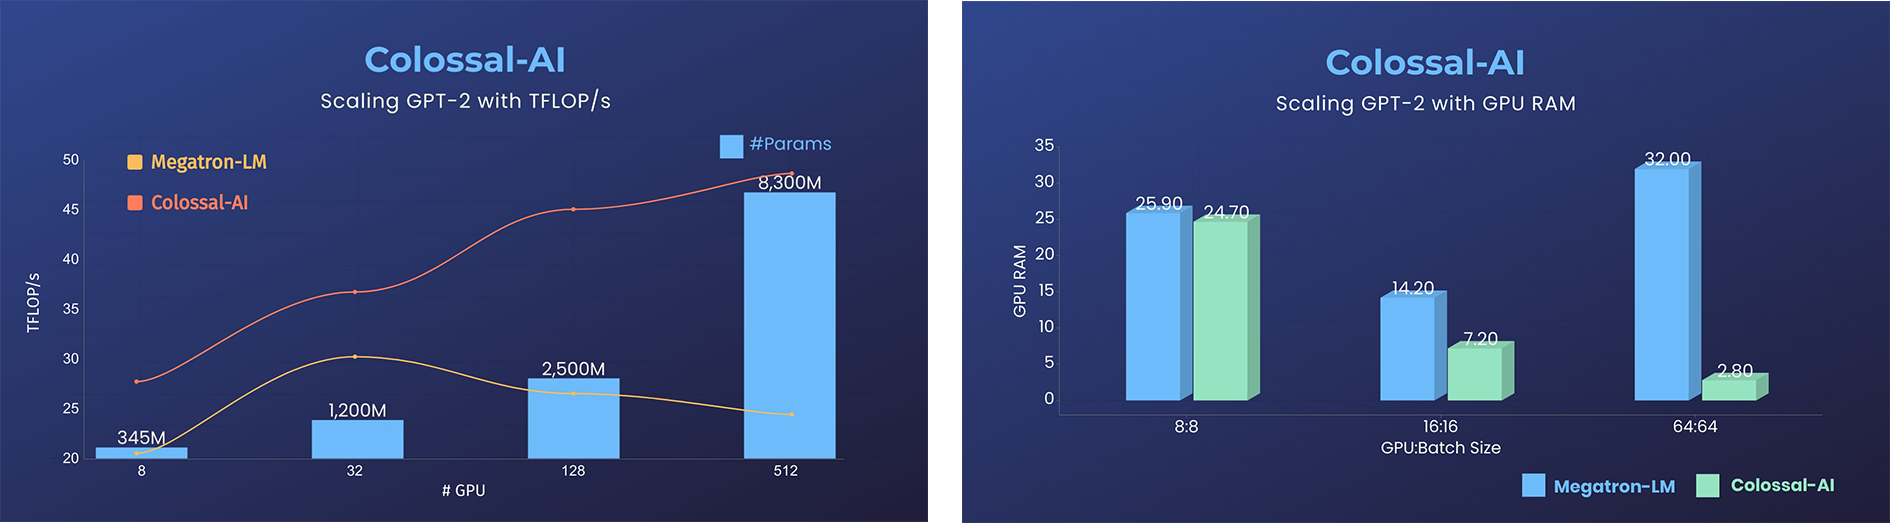 Colossal-AI
Scaling GPT-2 with TFLOP/s
#Params
Megatron-LM
Colossal-AI
50
45
40
35
30
25
20
TFLOP/s
345M
1,200M
2,500M
8,300M
8
32
128
512
# GPU
Colossal-AI
Scaling GPT-2 with GPU RAM
35
30
25
20
15
10
5
0
GPU RAM
25.90
24.70
14.20
7.20
32.00
2.80
8:8
16:16
64:64
GPU:Batch Size
Megatron-LM
Colossal-AI